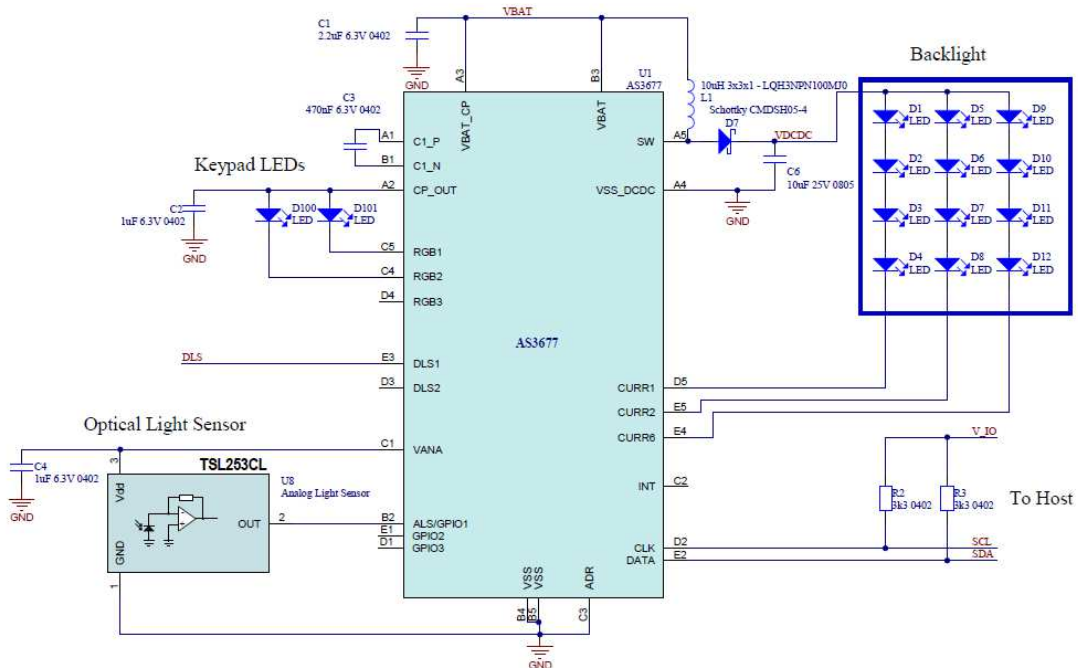 VBAT
C1
2.2uF 6.3V 0402
GND
A3
B3
U1
AS3677
Backlight
C3
470nF 6.3V 0402
A1
C1_P
B1
C1_N
VBAT_CP
VBAT
10uH 3x3x1 - LQH3NPN100MJ0
L1
Schottky CMDSH05-4
D7
SW
A5
VDCDC
C6
10uF 25V 0805
VSS_DCDC
A4
GND
D1
LED
D5
LED
D9
LED
D2
LED
D6
LED
D10
LED
D3
LED
D7
LED
D11
LED
D4
LED
D8
LED
D12
LED
Keypad LEDs
A2
CP_OUT
C2
1uF 6.3V 0402
GND
D100
LED
D101
LED
C5
RGB1
C4
RGB2
D4
RGB3
AS3677
DLS
E3
DLS1
D3
DLS2
CURR1
D5
CURR2
E5
CURR6
E4
Optical Light Sensor
C1
VANA
C4
1uF 6.3V 0402
GND
3
TSL253CL
Vdd
GND
OUT
1
U8
Analog Light Sensor
2
B2
ALS/GPIO1
E1
GPIO2
D1
GPIO3
INT
C2
V_IO
R2
3k3 0402
R3
3k3 0402
To Host
CLK
D2
SCL
DATA
E2
SDA
VSS
VSS
ADR
B4
B5
C3
GND